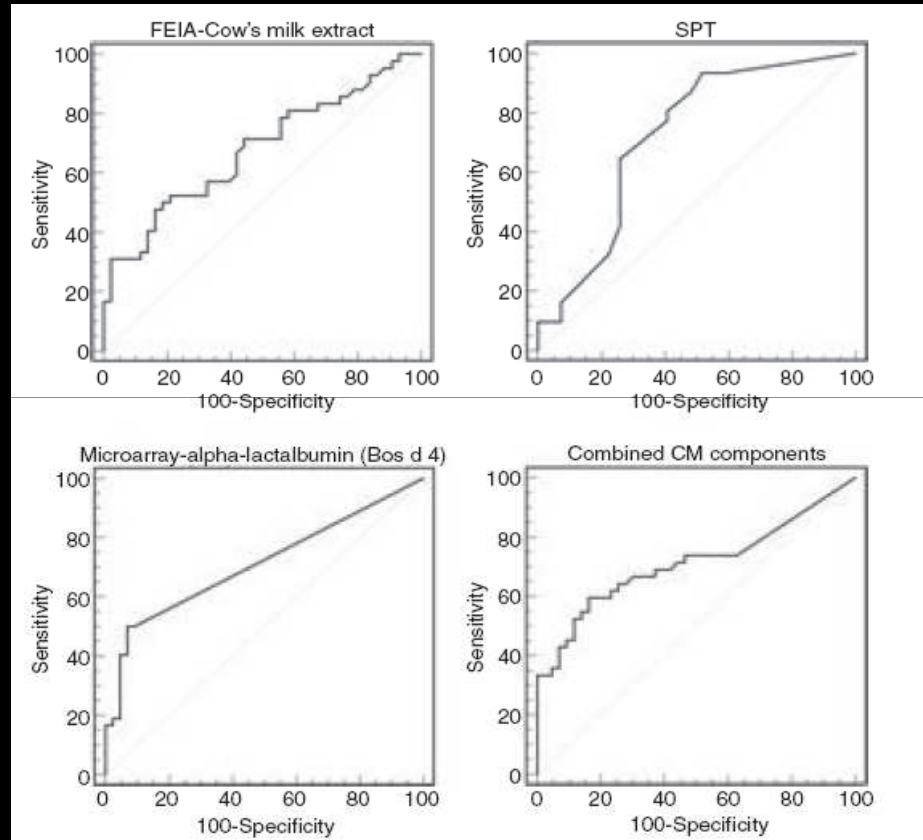 FEIA-Cow's milk extract
100
80
60
40
20
0
Sensitivity
0 20 40 60 80 100
100-Specificity
SPT
100
80
60
40
20
0
Sensitivity
0 20 40 60 80 100
100-Specificity
Microarray-alpha-lactalbumin (Bos d 4)
100
80
60
40
20
0
Sensitivity
0 20 40 60 80 100
100-Specificity
Combined CM components
100
80
60
40
20
0
Sensitivity
0 20 40 60 80 100
100-Specificity